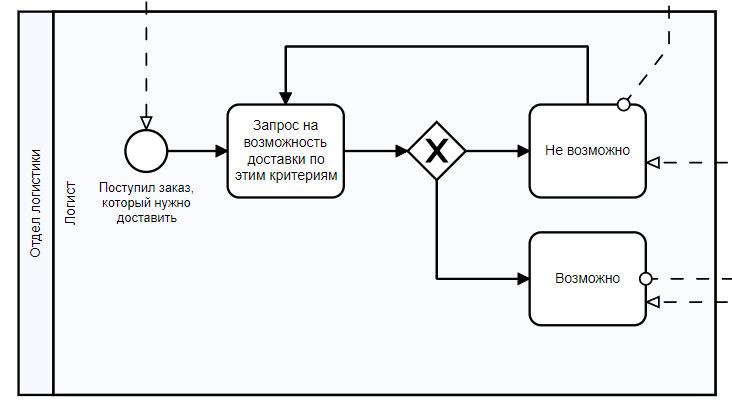 Отдел логистики
Логист
Поступил заказ,
который нужно
доставить
Запрос на
возможность
доставки по
этим критериям
X
Не возможно
Возможно